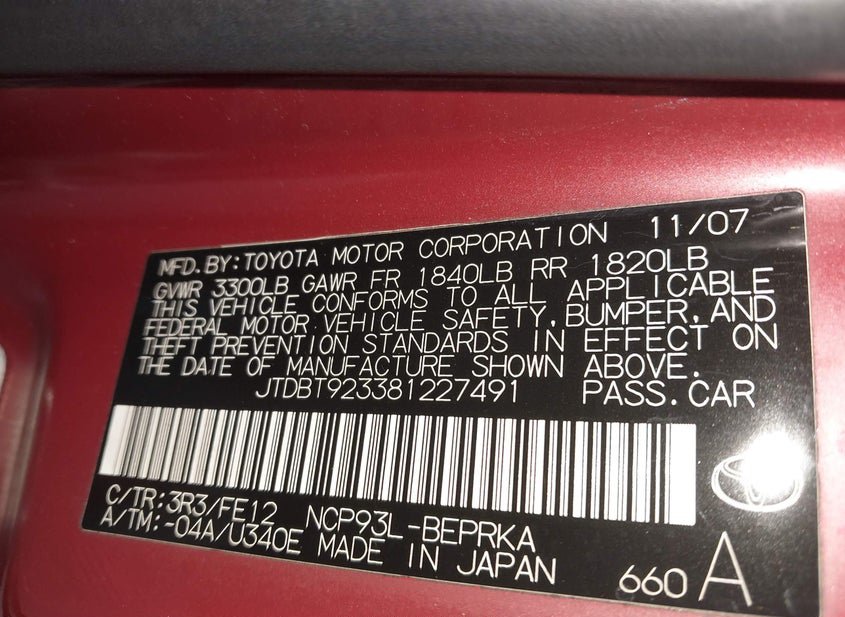 MFD. BY: TOYOTA MOTOR CORPORATION 11/07
GVWR 3300LB GAWR FR 1840LB RR 1820LB
THIS VEHICLE CONFORMS TO ALL APPLICABLE
FEDERAL MOTOR VEHICLE SAFETY, BUMPER, AND
THEFT PREVENTION STANDARDS IN EFFECT ON
THE DATE OF MANUFACTURE SHOWN ABOVE.
JTDBT923381227491 PASS. CAR
C/TR: 3R3/FE12 NCP93L-BEPRKA
A/TM: -04A/U340E MADE IN JAPAN 660 A